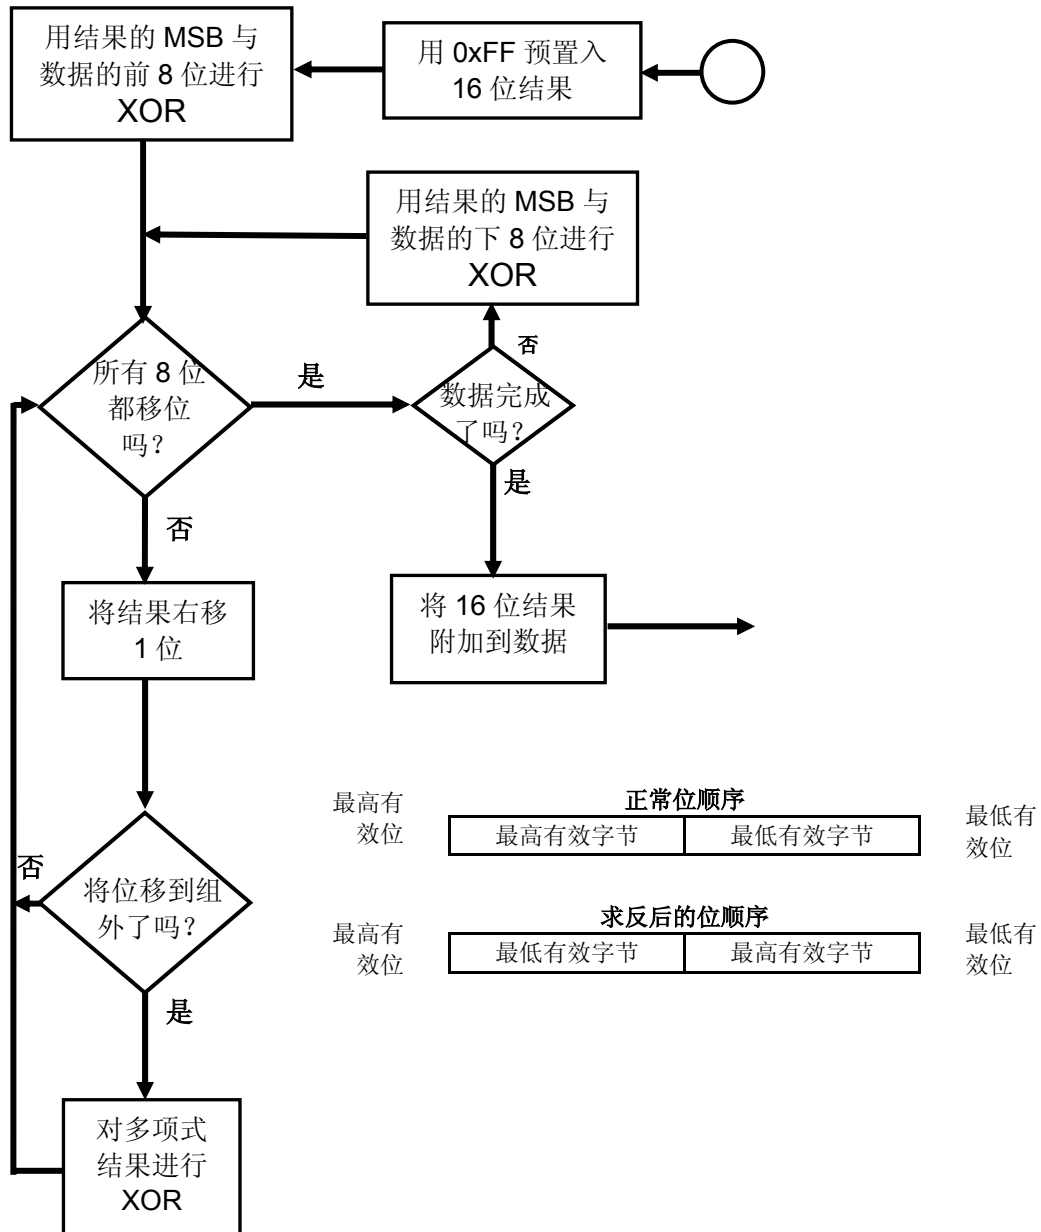 用结果的 MSB 与
数据的前 8 位进行
XOR
用 0xFF 预置入
16 位结果
用结果的 MSB 与
数据的下 8 位进行
XOR
否
所有 8 位
都移位
吗？
是
数据完成
了吗？
是
否
将结果右移
1 位
将 16 位结果
附加到数据
最高有
效位
正常位顺序
最高有效字节
最低有效字节
最低有
效位
否
将位移到组
外了吗？
最高有
效位
求反后的位顺序
最低有效字节
最高有效字节
最低有
效位
是
对多项式
结果进行
XOR